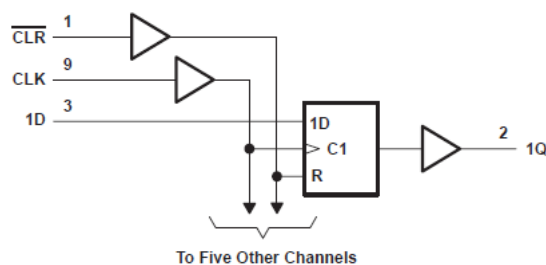 CLR 1
CLK 9
1D 3
1D
C1
R
2 1Q
To Five Other Channels